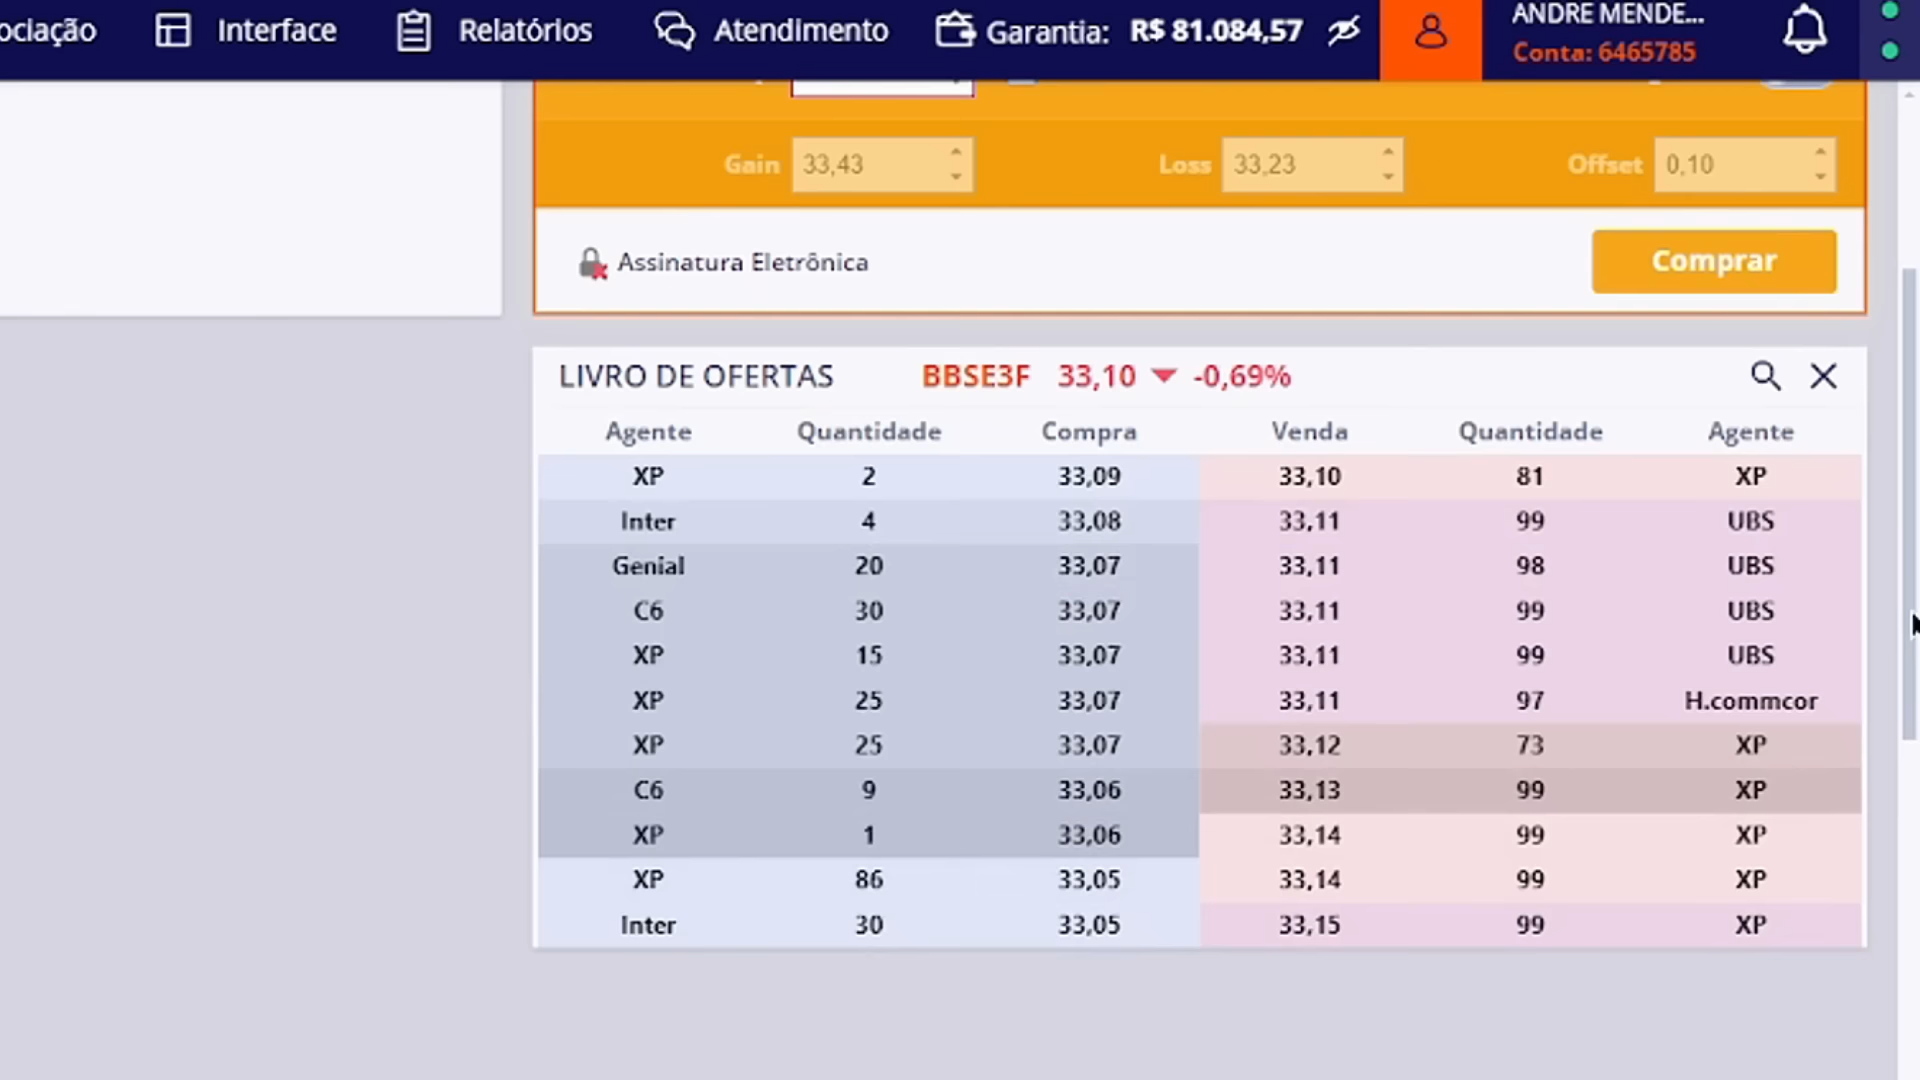 ociação Interface Relatórios Atendimento Garantia: R$ 81.084,57 ANDRE MENDE...
Conta: 6465785
Gain 33,43 Loss 33,23 Offset 0,10
Assinatura Eletrônica Comprar
LIVRO DE OFERTAS BBSE3F 33,10 -0,69%
Agente Quantidade Compra Venda Quantidade Agente
XP 2 33,09 33,10 81 XP
Inter 4 33,08 33,11 99 UBS
Genial 20 33,07 33,11 98 UBS
C6 30 33,07 33,11 99 UBS
XP 15 33,07 33,11 99 UBS
XP 25 33,07 33,11 97 H.commcor
XP 25 33,07 33,12 73 XP
C6 9 33,06 33,13 99 XP
XP 1 33,06 33,14 99 XP
XP 86 33,05 33,14 99 XP
Inter 30 33,05 33,15 99 XP